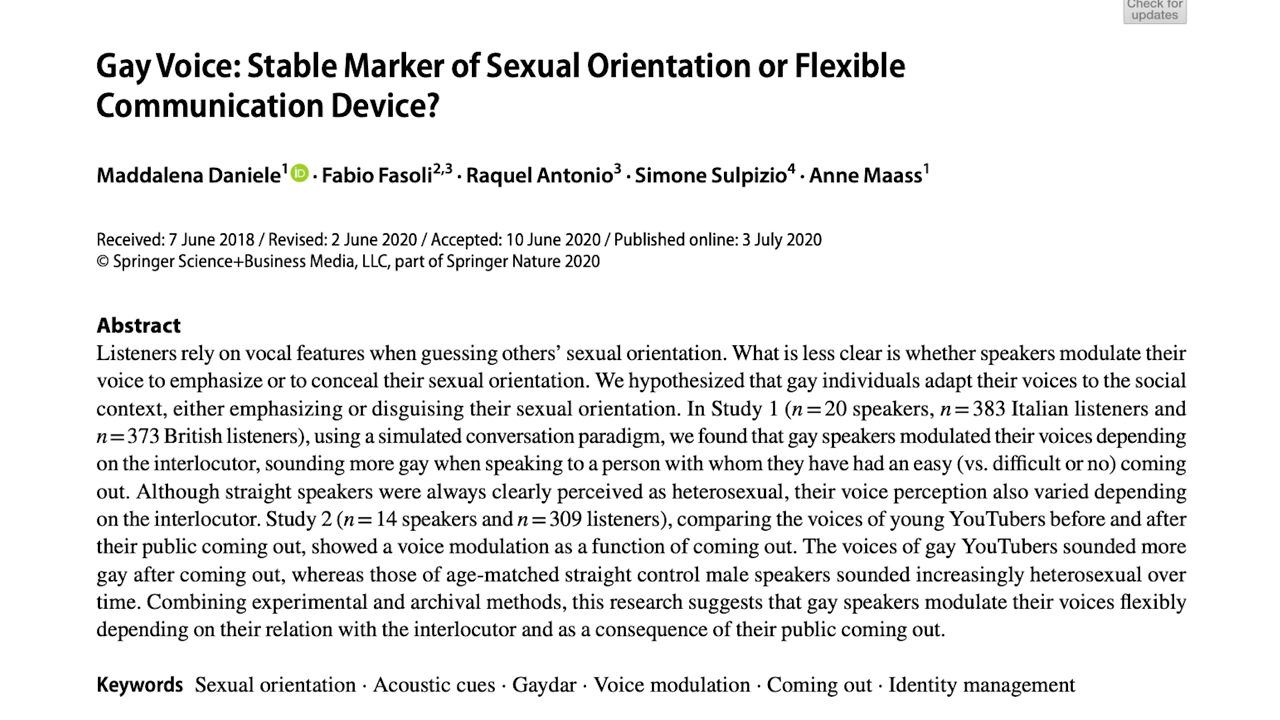 Check for
updates
Gay Voice: Stable Marker of Sexual Orientation or Flexible
Communication Device?
Maddalena Daniele1 iD · Fabio Fasoli2,3 · Raquel Antonio3 · Simone Sulpizio4 · Anne Maass1
Received: 7 June 2018 / Revised: 2 June 2020 / Accepted: 10 June 2020 / Published online: 3 July 2020
© Springer Science+Business Media, LLC, part of Springer Nature 2020
Abstract
Listeners rely on vocal features when guessing others’ sexual orientation. What is less clear is whether speakers modulate their
voice to emphasize or to conceal their sexual orientation. We hypothesized that gay individuals adapt their voices to the social
context, either emphasizing or disguising their sexual orientation. In Study 1 (n=20 speakers, n=383 Italian listeners and
n=373 British listeners), using a simulated conversation paradigm, we found that gay speakers modulated their voices depending
on the interlocutor, sounding more gay when speaking to a person with whom they have had an easy (vs. difficult or no) coming
out. Although straight speakers were always clearly perceived as heterosexual, their voice perception also varied depending
on the interlocutor. Study 2 (n=14 speakers and n=309 listeners), comparing the voices of young YouTubers before and after
their public coming out, showed a voice modulation as a function of coming out. The voices of gay YouTubers sounded more
gay after coming out, whereas those of age-matched straight control male speakers sounded increasingly heterosexual over
time. Combining experimental and archival methods, this research suggests that gay speakers modulate their voices flexibly
depending on their relation with the interlocutor and as a consequence of their public coming out.
Keywords Sexual orientation · Acoustic cues · Gaydar · Voice modulation · Coming out · Identity management